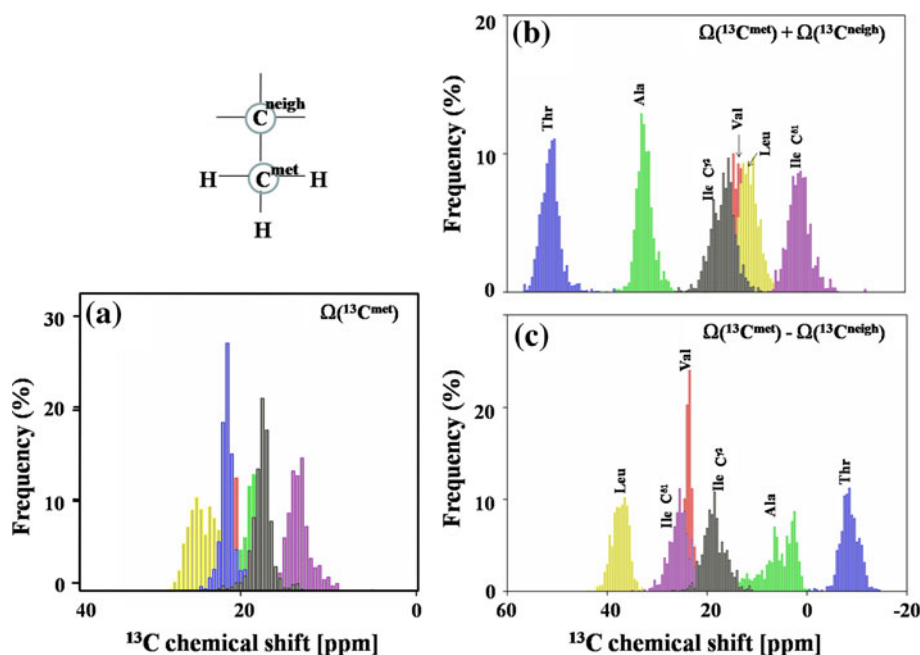 neigh
C
met
H C H
H
(a)
Ω(¹³Cᵐᵉᵗ)
Frequency (%)
30
20
10
0
40 20 0
¹³C chemical shift [ppm]
(b)
Ω(¹³Cᵐᵉᵗ) + Ω(¹³Cⁿᵉⁱᵍʰ)
Frequency (%)
20
10
0
Thr
Ala
Ile Cᵞ²
Val
Leu
Ile Cᵟ¹
(c)
Ω(¹³Cᵐᵉᵗ) - Ω(¹³Cⁿᵉⁱᵍʰ)
Frequency (%)
20
10
0
Leu
Ile Cᵟ¹
Val
Ile Cᵞ²
Ala
Thr
60 40 20 0 -20
¹³C chemical shift [ppm]